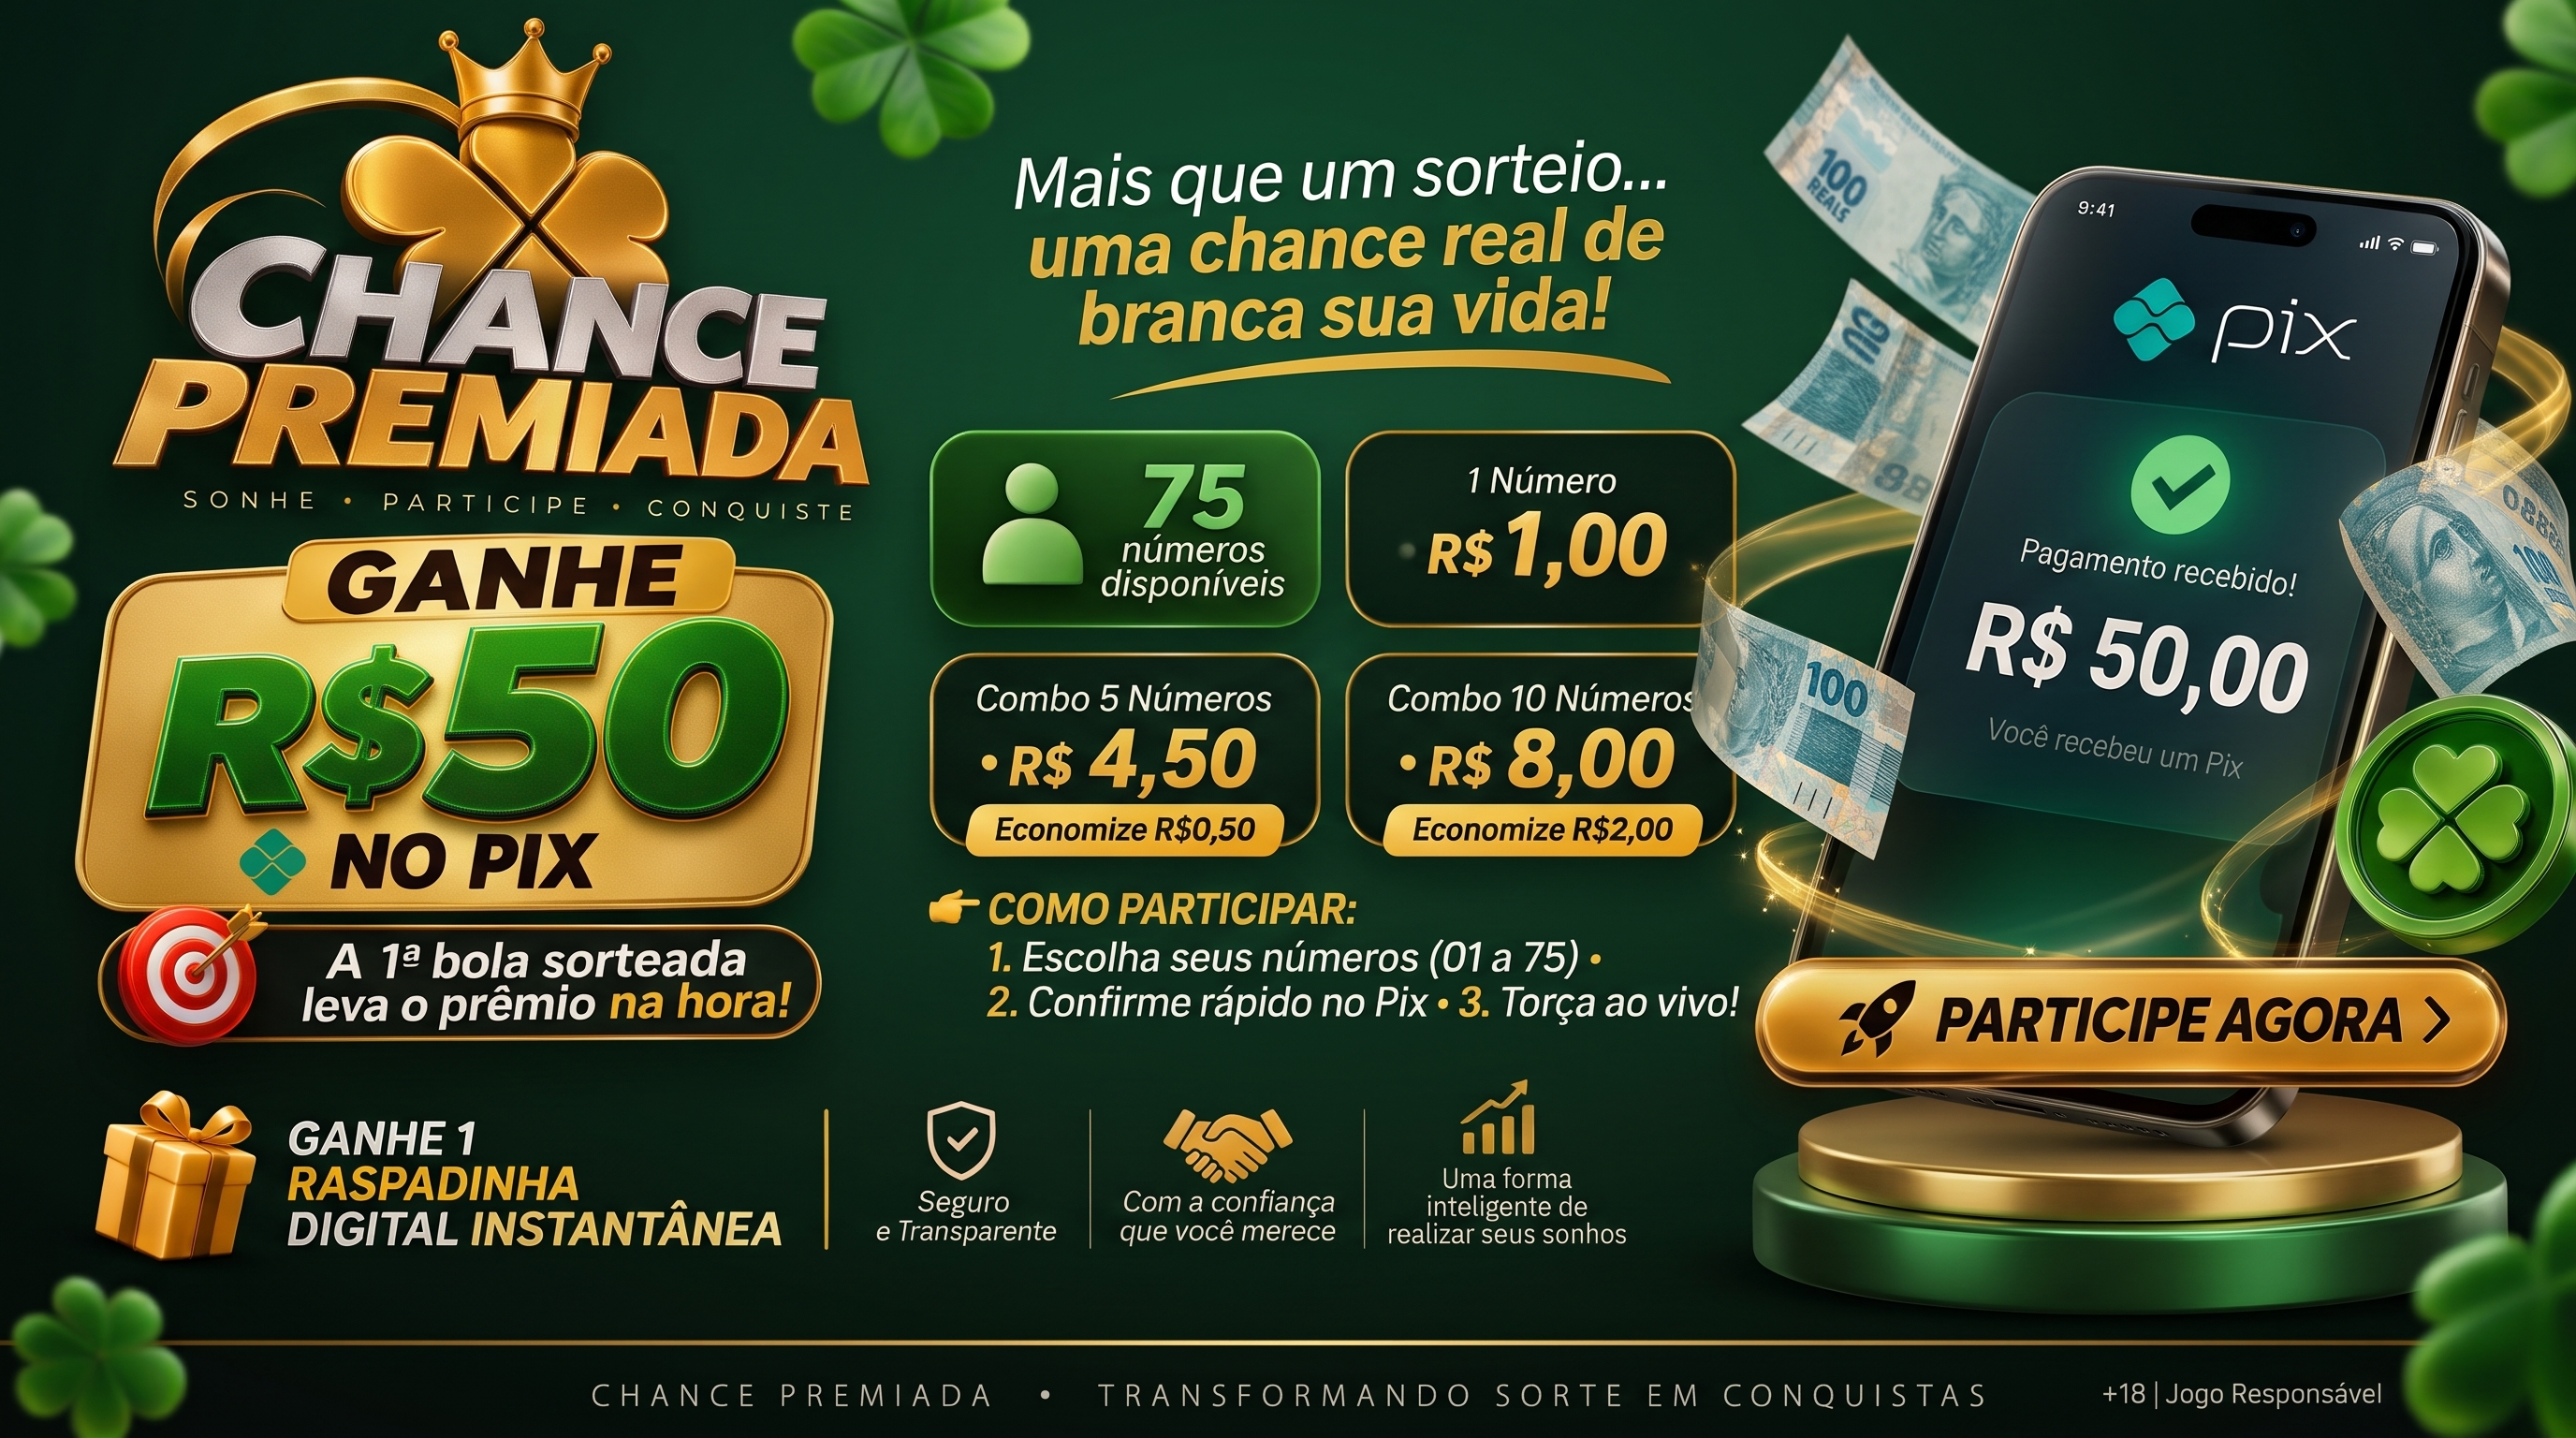 CHANCE
PREMIADA
SONHE • PARTICIPE • CONQUISTE
GANHE
R$50
NO PIX
A 1ª bola sorteada
leva o prêmio na hora!
GANHE 1
RASPADINHA
DIGITAL INSTANTÂNEA
Mais que um sorteio...
uma chance real de
branca sua vida!
75
números
disponíveis
1 Número
R$ 1,00
Combo 5 Números
• R$ 4,50
Economize R$0,50
Combo 10 Números
• R$ 8,00
Economize R$2,00
COMO PARTICIPAR:
1. Escolha seus números (01 a 75) •
2. Confirme rápido no Pix • 3. Torça ao vivo!
Seguro
e Transparente
Com a confiança
que você merece
Uma forma
inteligente de
realizar seus sonhos
100
REALS
100
100
9:41
pix
Pagamento recebido!
R$ 50,00
Você recebeu um Pix
PARTICIPE AGORA
CHANCE PREMIADA • TRANSFORMANDO SORTE EM CONQUISTAS
+18 | Jogo Responsável